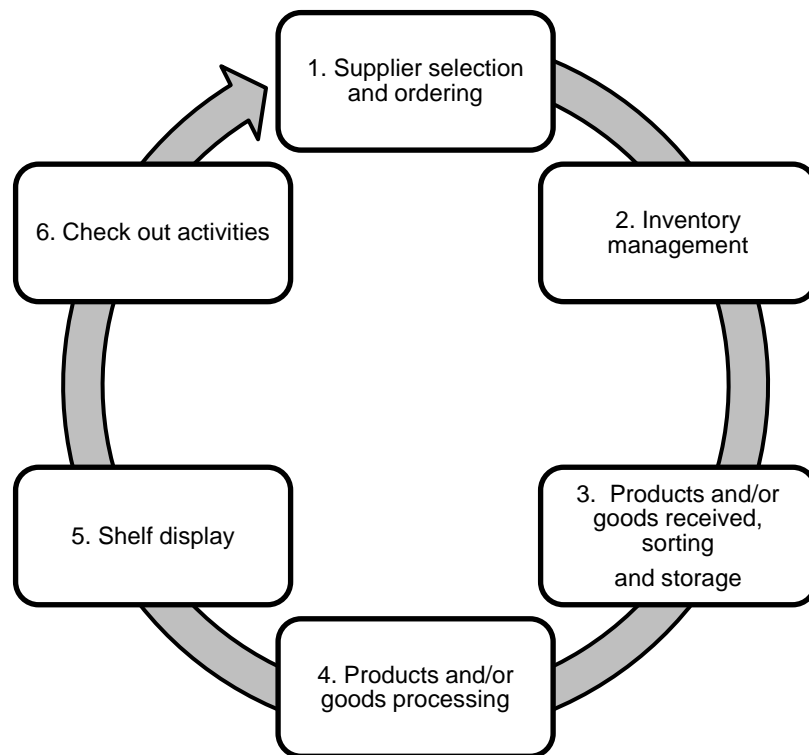 1. Supplier selection
and ordering
2. Inventory
management
3. Products and/or
goods received,
sorting
and storage
4. Products and/or
goods processing
5. Shelf display
6. Check out activities